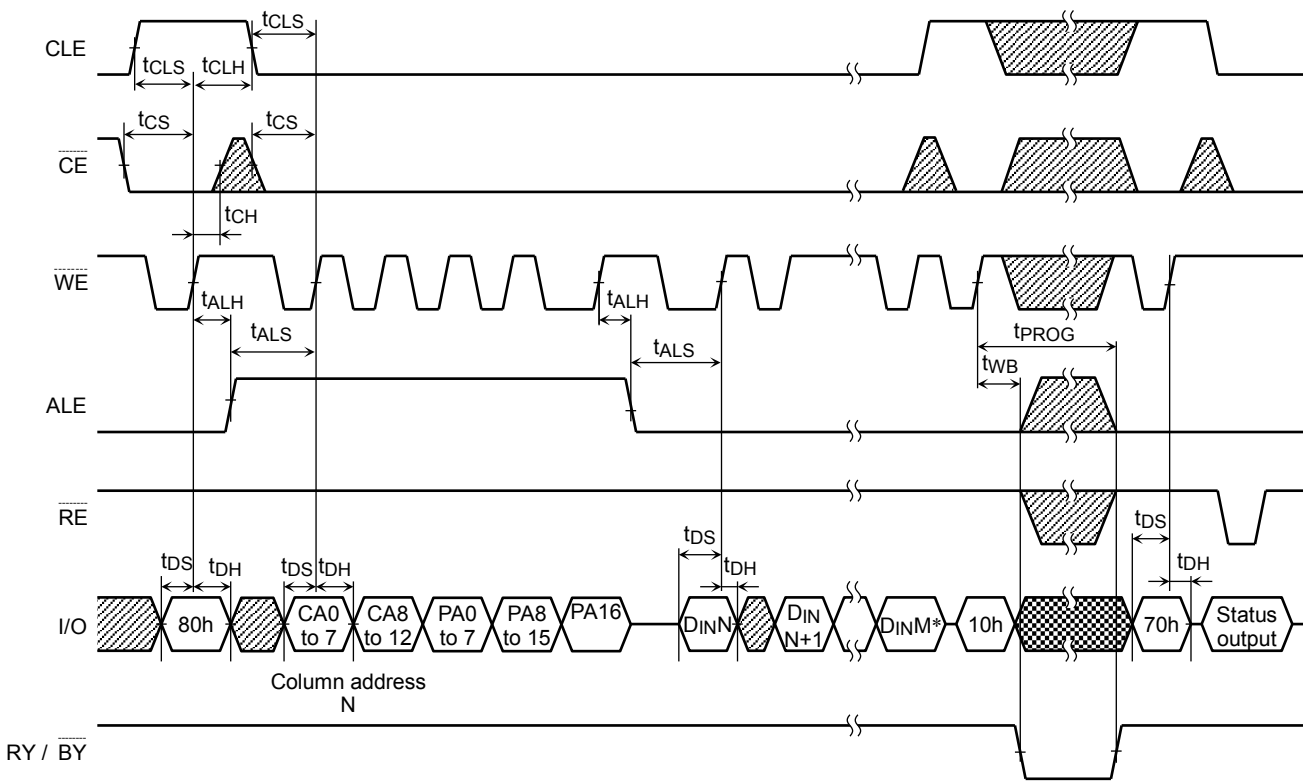 CLE
tCLS
tCLS
tCLH
CE
tCS
tCS
tCH
WE
tALH
tALS
tALH
tALS
tPROG
tWB
ALE
RE
tDS
tDH
tDS
tDH
tDS
tDH
tDS
tDH
I/O
80h
CA0
to 7
CA8
to 12
PA0
to 7
PA8
to 15
PA16
DINN
DIN
N+1
DINM*
10h
70h
Status
output
Column address
N
RY / BY